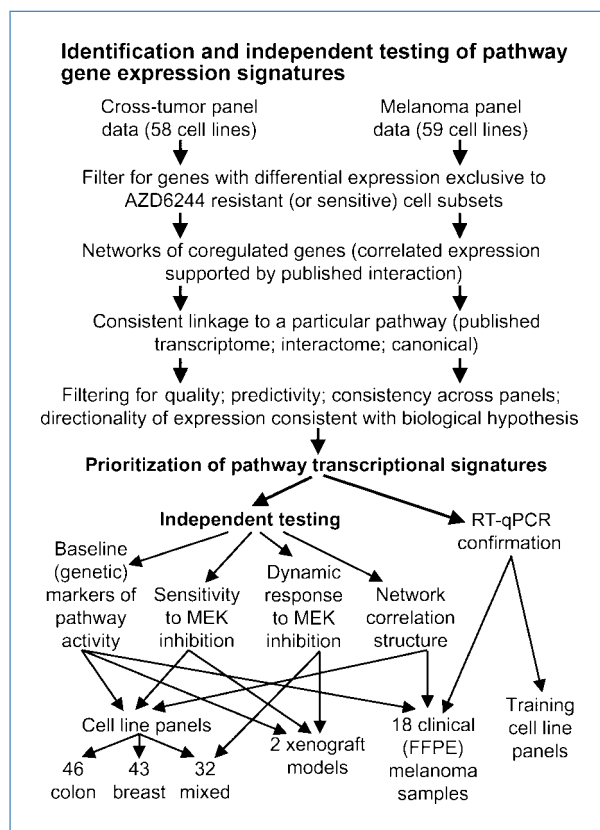 Identification and independent testing of pathway
gene expression signatures
Cross-tumor panel
data (58 cell lines)
Melanoma panel
data (59 cell lines)
Filter for genes with differential expression exclusive to
AZD6244 resistant (or sensitive) cell subsets
Networks of coregulated genes (correlated expression
supported by published interaction)
Consistent linkage to a particular pathway (published
transcriptome; interactome; canonical)
Filtering for quality; predictivity; consistency across panels;
directionality of expression consistent with biological hypothesis
Prioritization of pathway transcriptional signatures
Independent testing
RT-qPCR
confirmation
Baseline
(genetic)
markers of
pathway
activity
Sensitivity
to MEK
inhibition
Dynamic
response
to MEK
inhibition
Network
correlation
structure
Cell line panels
46
colon
43
breast
32
mixed
2 xenograft
models
18 clinical
(FFPE)
melanoma
samples
Training
cell line
panels